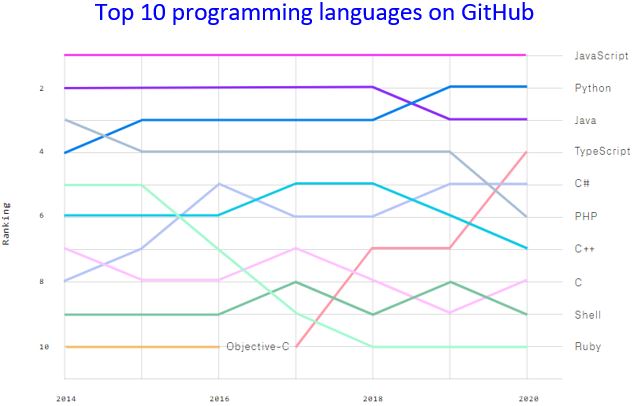 Top 10 programming languages on GitHub
JavaScript
2
Python
Java
4
TypeScript
C#
Ranking
6
PHP
C++
8
C
Shell
10
Objective-C
Ruby
2014
2016
2018
2020